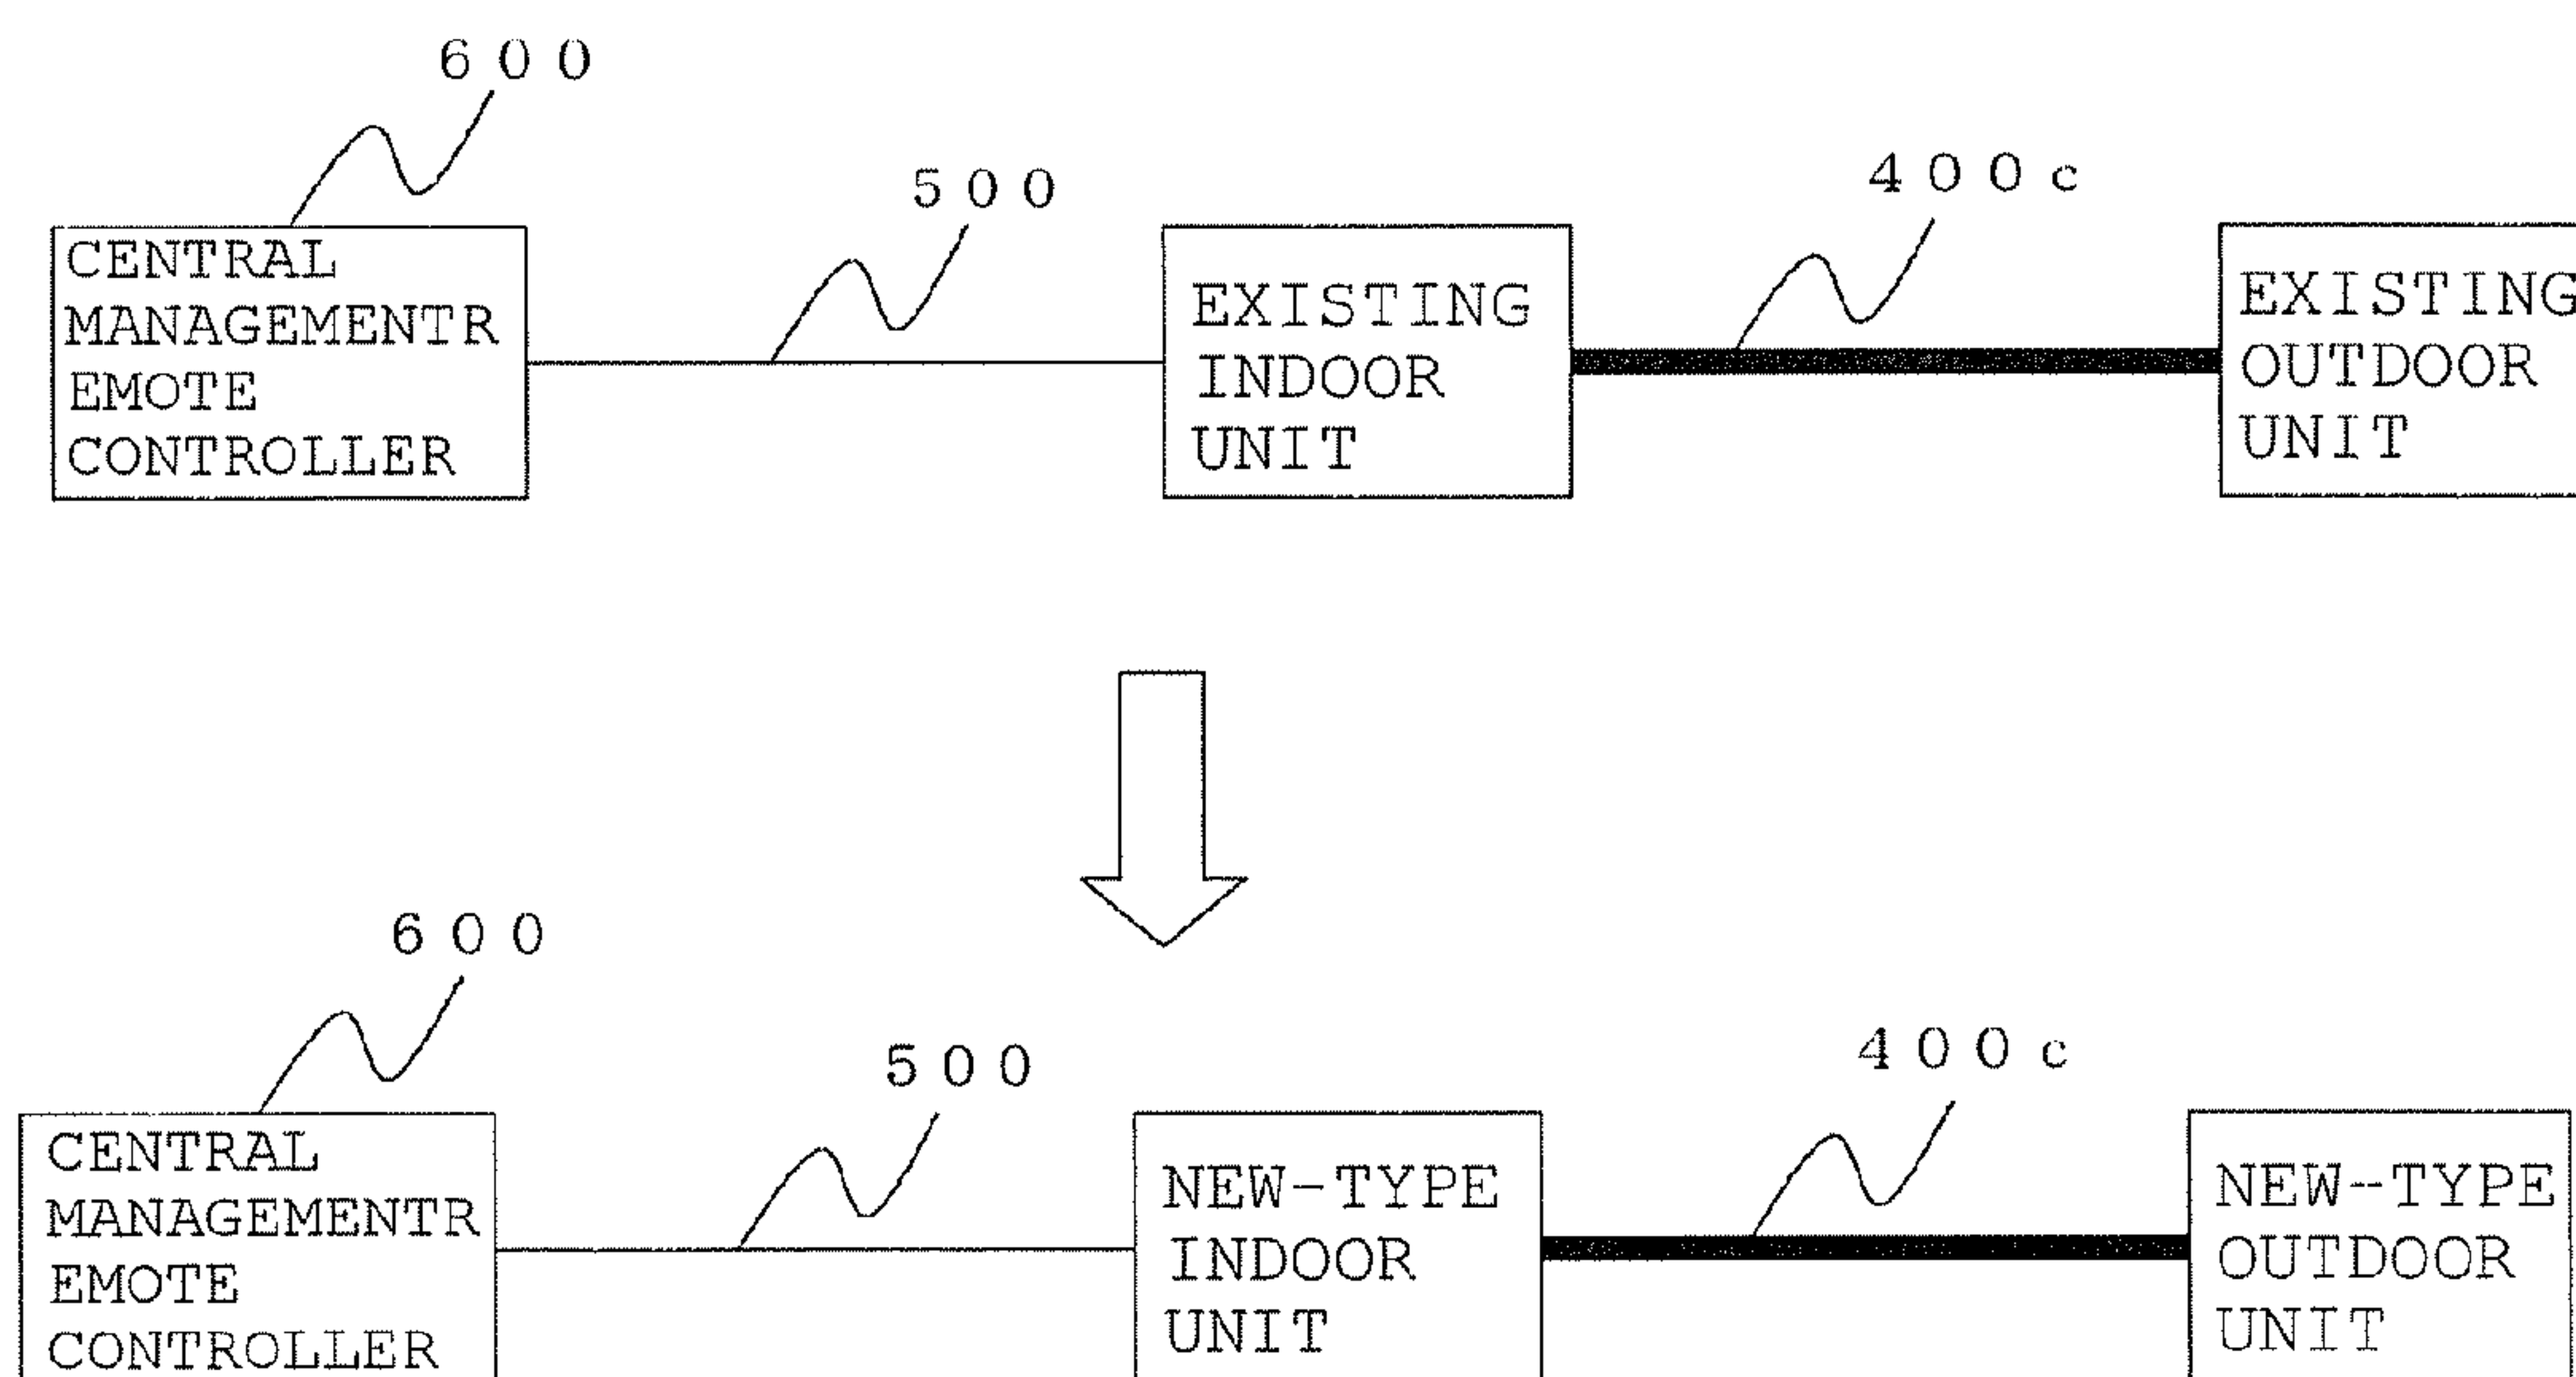 600
500
400c
CENTRAL
MANAGEMENTR
EMOTE
CONTROLLER
EXISTING
INDOOR
UNIT
EXISTING
OUTDOOR
UNIT
600
500
400c
CENTRAL
MANAGEMENTR
EMOTE
CONTROLLER
NEW-TYPE
INDOOR
UNIT
NEW--TYPE
OUTDOOR
UNIT